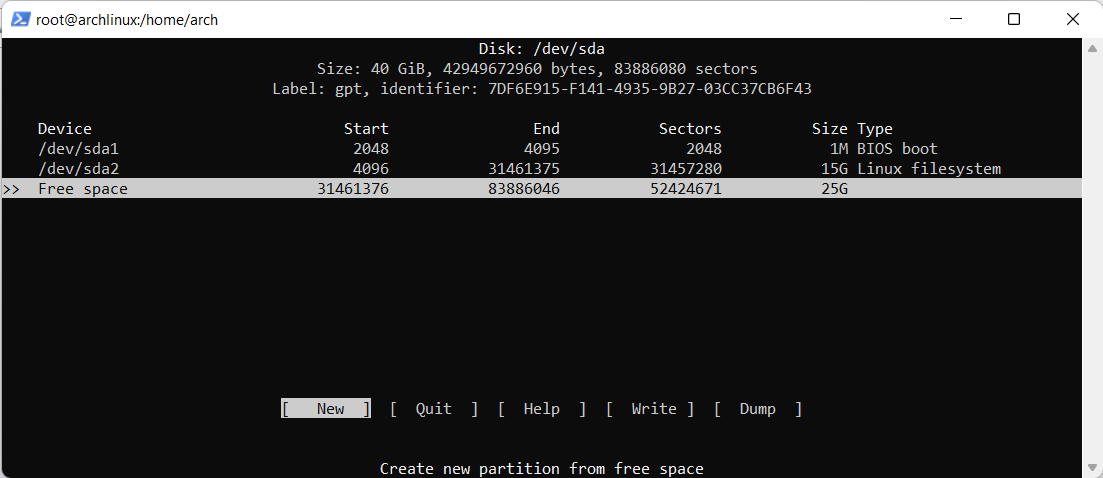 root@archlinux:/home/arch
Disk: /dev/sda
Size: 40 GiB, 42949672960 bytes, 83886080 sectors
Label: gpt, identifier: 7DF6E915-F141-4935-9B27-03CC37CB6F43
Device Start End Sectors Size Type
/dev/sda1 2048 4095 2048 1M BIOS boot
/dev/sda2 4096 31461375 31457280 15G Linux filesystem
>> Free space 31461376 83886046 52424671 25G
[ New ] [ Quit ] [ Help ] [ Write ] [ Dump ]
Create new partition from free space